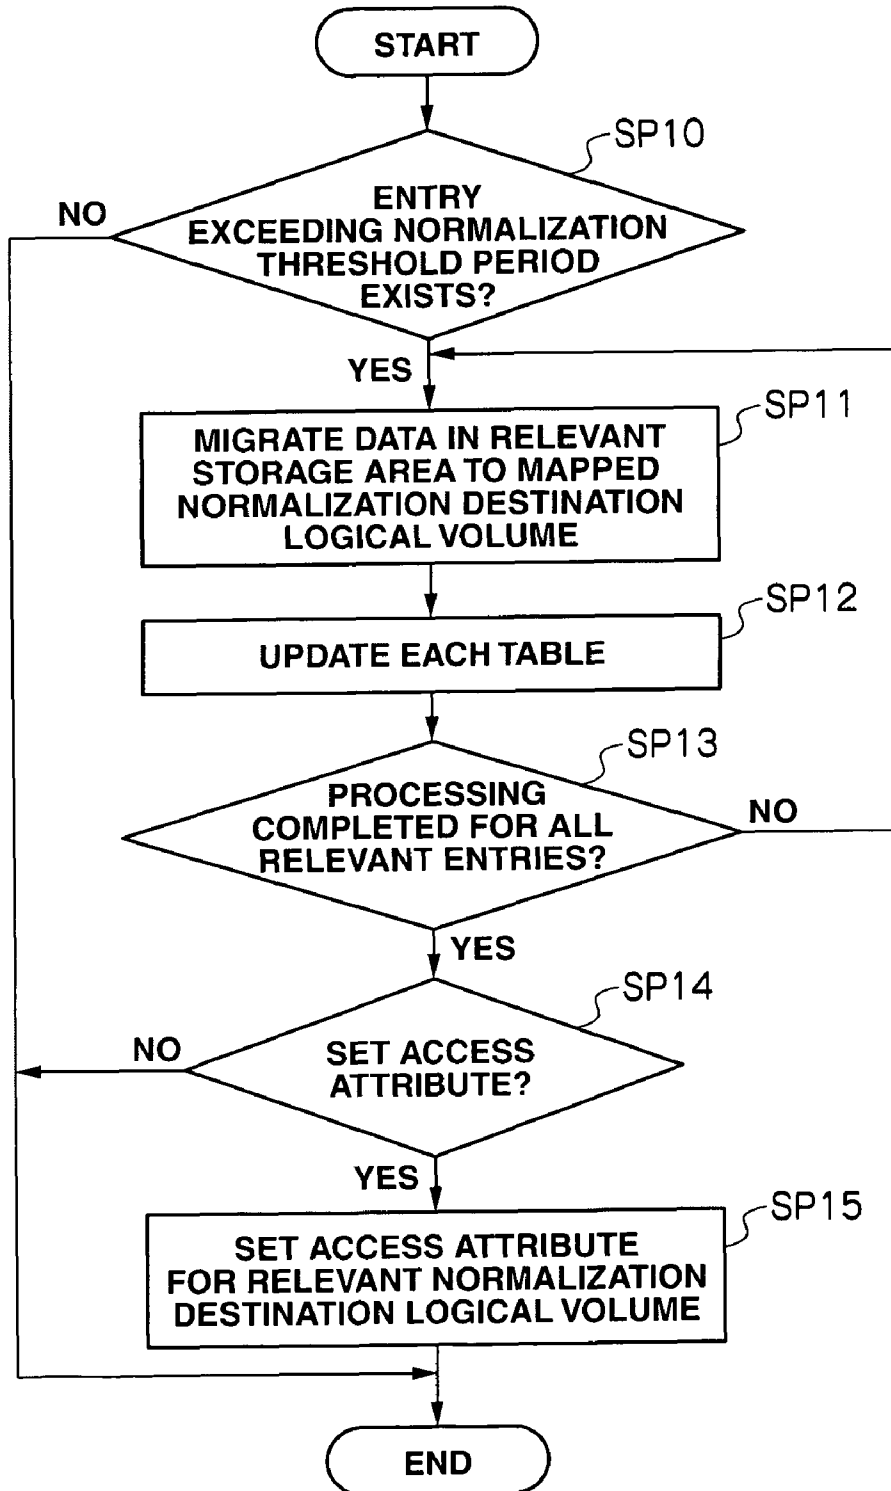 START
SP10
NO
ENTRY
EXCEEDING NORMALIZATION
THRESHOLD PERIOD
EXISTS?
YES
SP11
MIGRATE DATA IN RELEVANT
STORAGE AREA TO MAPPED
NORMALIZATION DESTINATION
LOGICAL VOLUME
SP12
UPDATE EACH TABLE
SP13
PROCESSING
COMPLETED FOR ALL
RELEVANT ENTRIES?
NO
YES
SP14
NO
SET ACCESS
ATTRIBUTE?
YES
SP15
SET ACCESS ATTRIBUTE
FOR RELEVANT NORMALIZATION
DESTINATION LOGICAL VOLUME
END